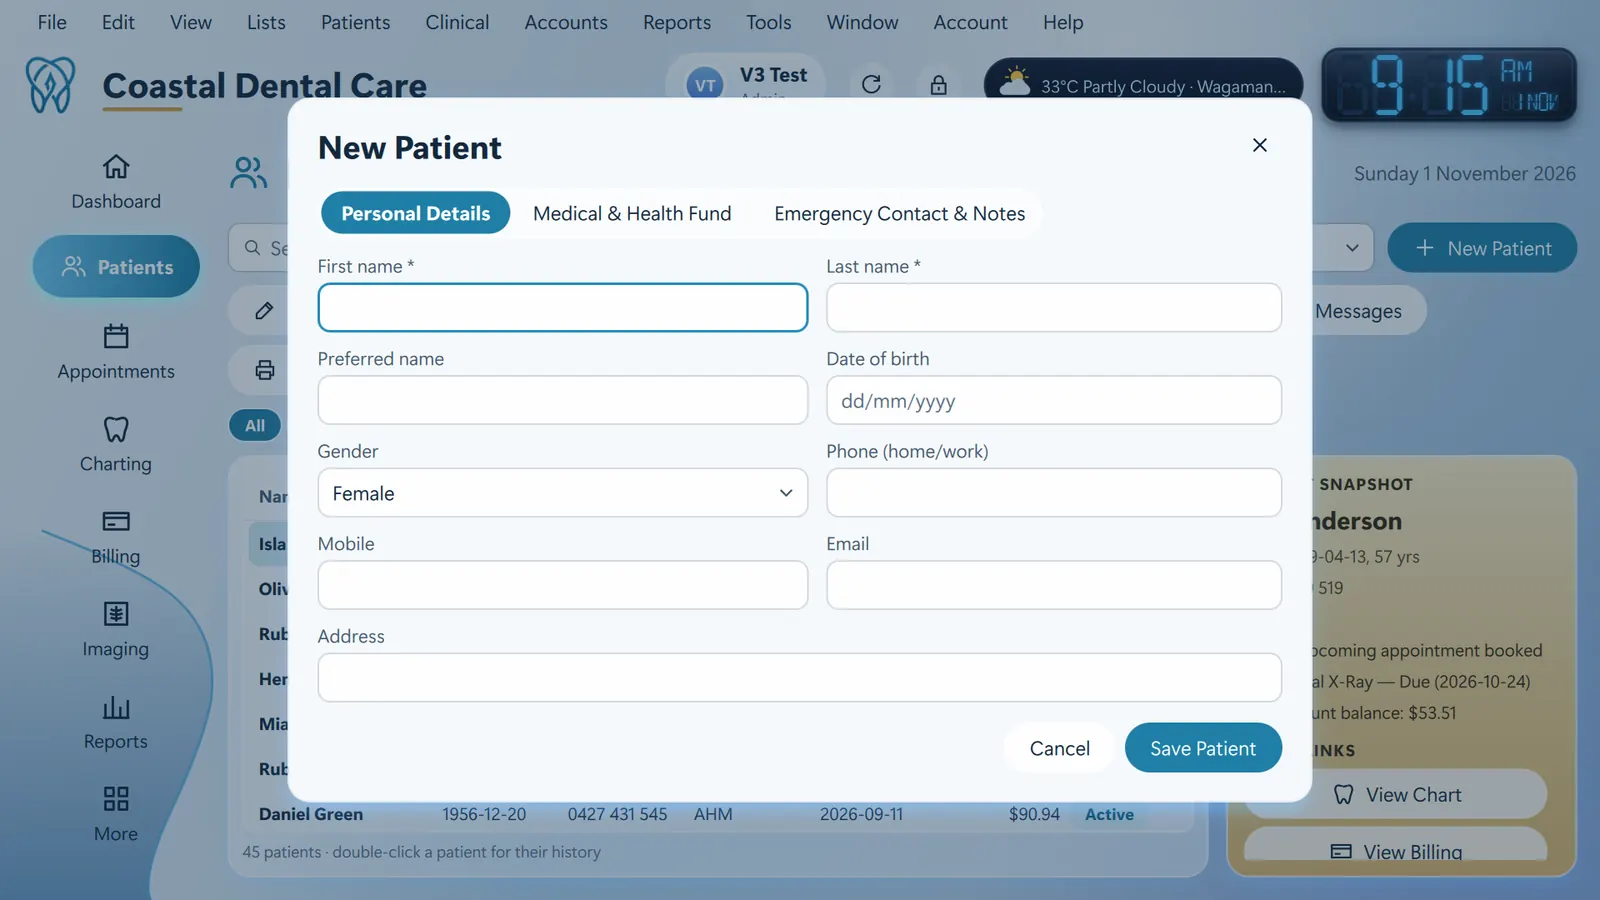 File Edit View Lists Patients Clinical Accounts Reports Tools Window Account Help
Coastal Dental Care
VT V3 Test
33°C Partly Cloudy · Wagaman...
9 15 AM
1 NOV
Sunday 1 November 2026
Dashboard
Patients
Appointments
Charting
Billing
Imaging
Reports
More
New Patient
Messages
All
New Patient
Personal Details Medical & Health Fund Emergency Contact & Notes
First name * Last name *
Preferred name Date of birth
dd/mm/yyyy
Gender Phone (home/work)
Female
Mobile Email
Address
Cancel Save Patient
Daniel Green 1956-12-20 0427 431 545 AHM 2026-09-11 $90.94 Active
45 patients · double-click a patient for their history
SNAPSHOT
nderson
-04-13, 57 yrs
519
coming appointment booked
al X-Ray — Due (2026-10-24)
unt balance: $53.51
INKS
View Chart
View Billing